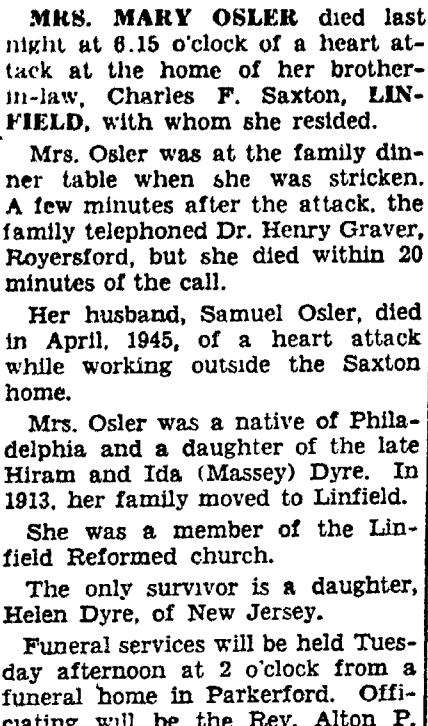 MRS. MARY OSLER died last
night at 6.15 o'clock of a heart at-
tack at the home of her brother-
in-law, Charles F. Saxton, LIN-
FIELD, with whom she resided.
Mrs. Osler was at the family din-
ner table when she was stricken.
A few minutes after the attack, the
family telephoned Dr. Henry Graver,
Royersford, but she died within 20
minutes of the call.
Her husband, Samuel Osler, died
in April, 1945, of a heart attack
while working outside the Saxton
home.
Mrs. Osler was a native of Phila-
delphia and a daughter of the late
Hiram and Ida (Massey) Dyre. In
1913, her family moved to Linfield.
She was a member of the Lin-
field Reformed church.
The only survivor is a daughter,
Helen Dyre, of New Jersey.
Funeral services will be held Tues-
day afternoon at 2 o'clock from a
funeral home in Parkerford. Offi-
ciating will be the Rev. Alton P.